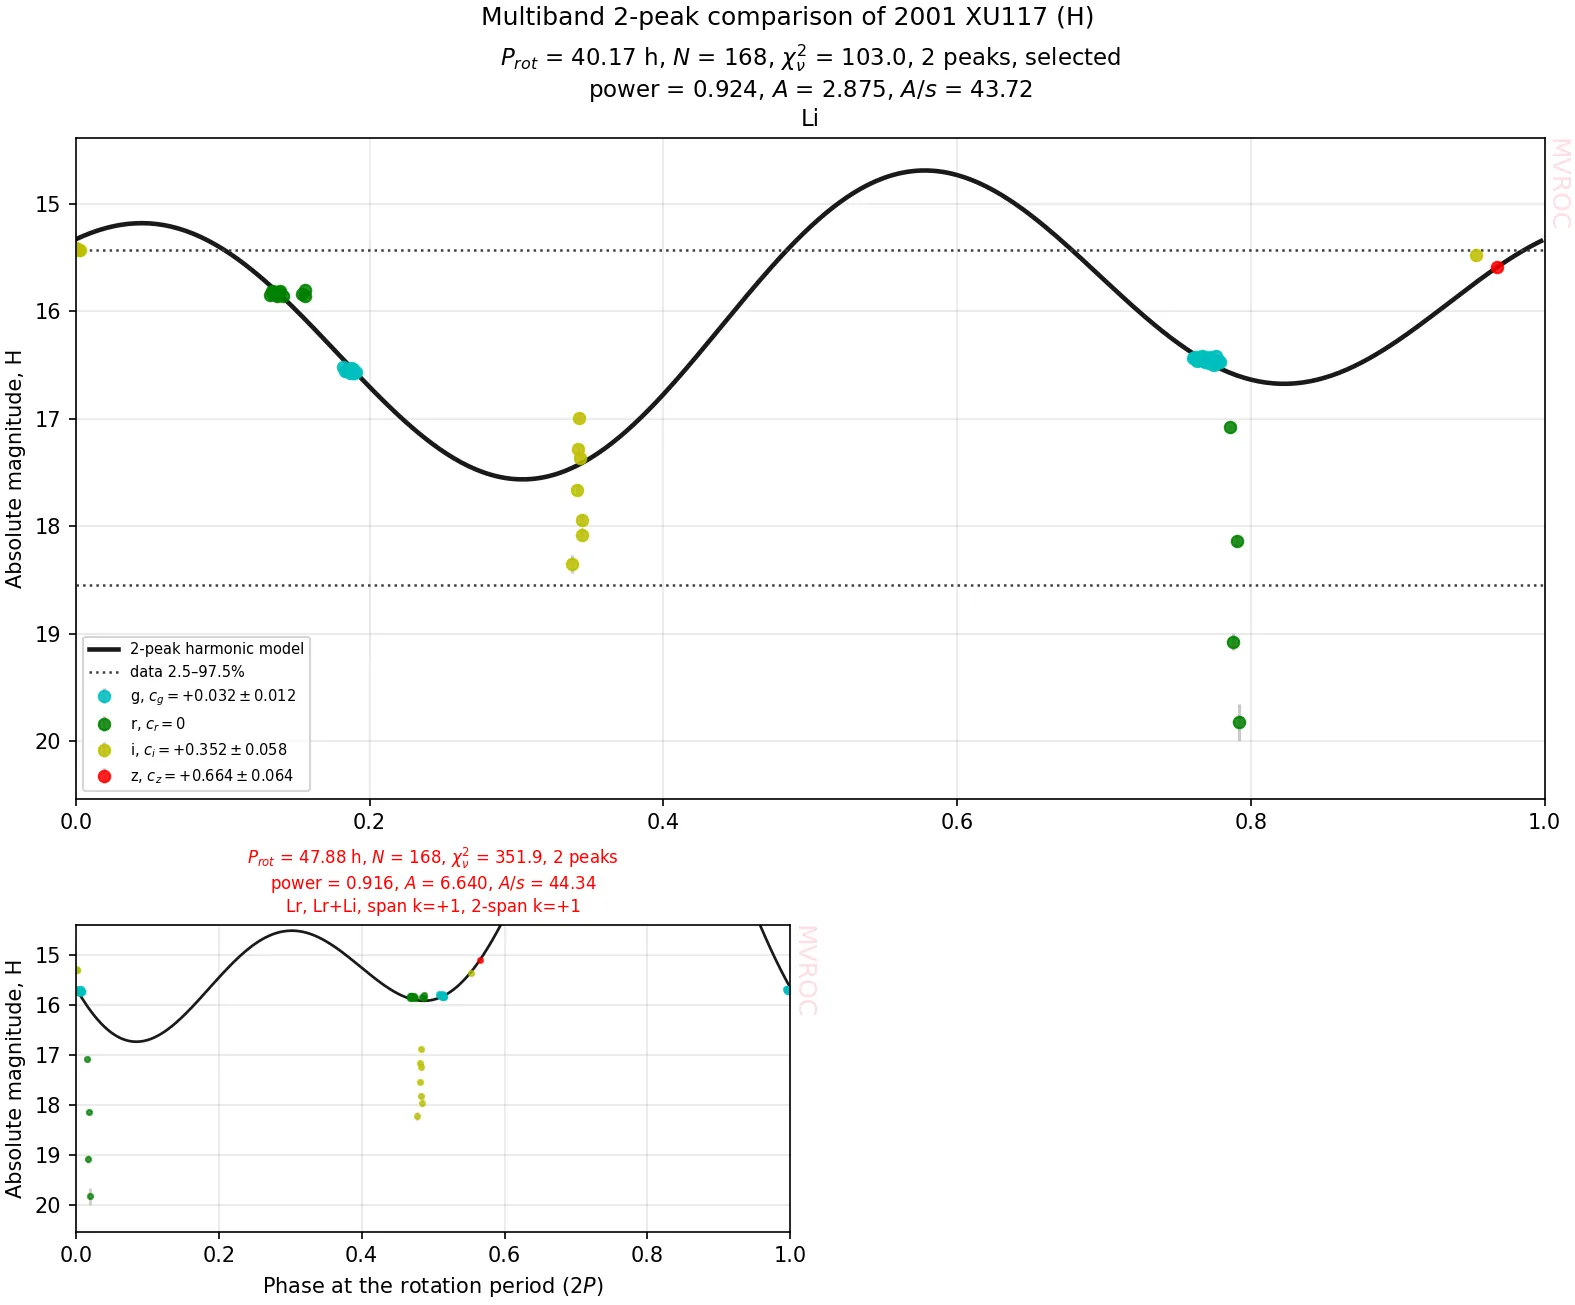 Multiband 2-peak comparison of 2001 XU117 (H)
P_rot = 40.17 h, N = 168, χ²_ν = 103.0, 2 peaks, selected
power = 0.924, A = 2.875, A/s = 43.72
Li
MVROC
15
16
17
18
19
20
Absolute magnitude, H
2-peak harmonic model
data 2.5–97.5%
g, c_g = +0.032 ± 0.012
r, c_r = 0
i, c_i = +0.352 ± 0.058
z, c_z = +0.664 ± 0.064
0.0 0.2 0.4 0.6 0.8 1.0
P_rot = 47.88 h, N = 168, χ²_ν = 351.9, 2 peaks
power = 0.916, A = 6.640, A/s = 44.34
Lr, Lr+Li, span k=+1, 2-span k=+1
MVROC
15
16
17
18
19
20
Absolute magnitude, H
0.0 0.2 0.4 0.6 0.8 1.0
Phase at the rotation period (2P)